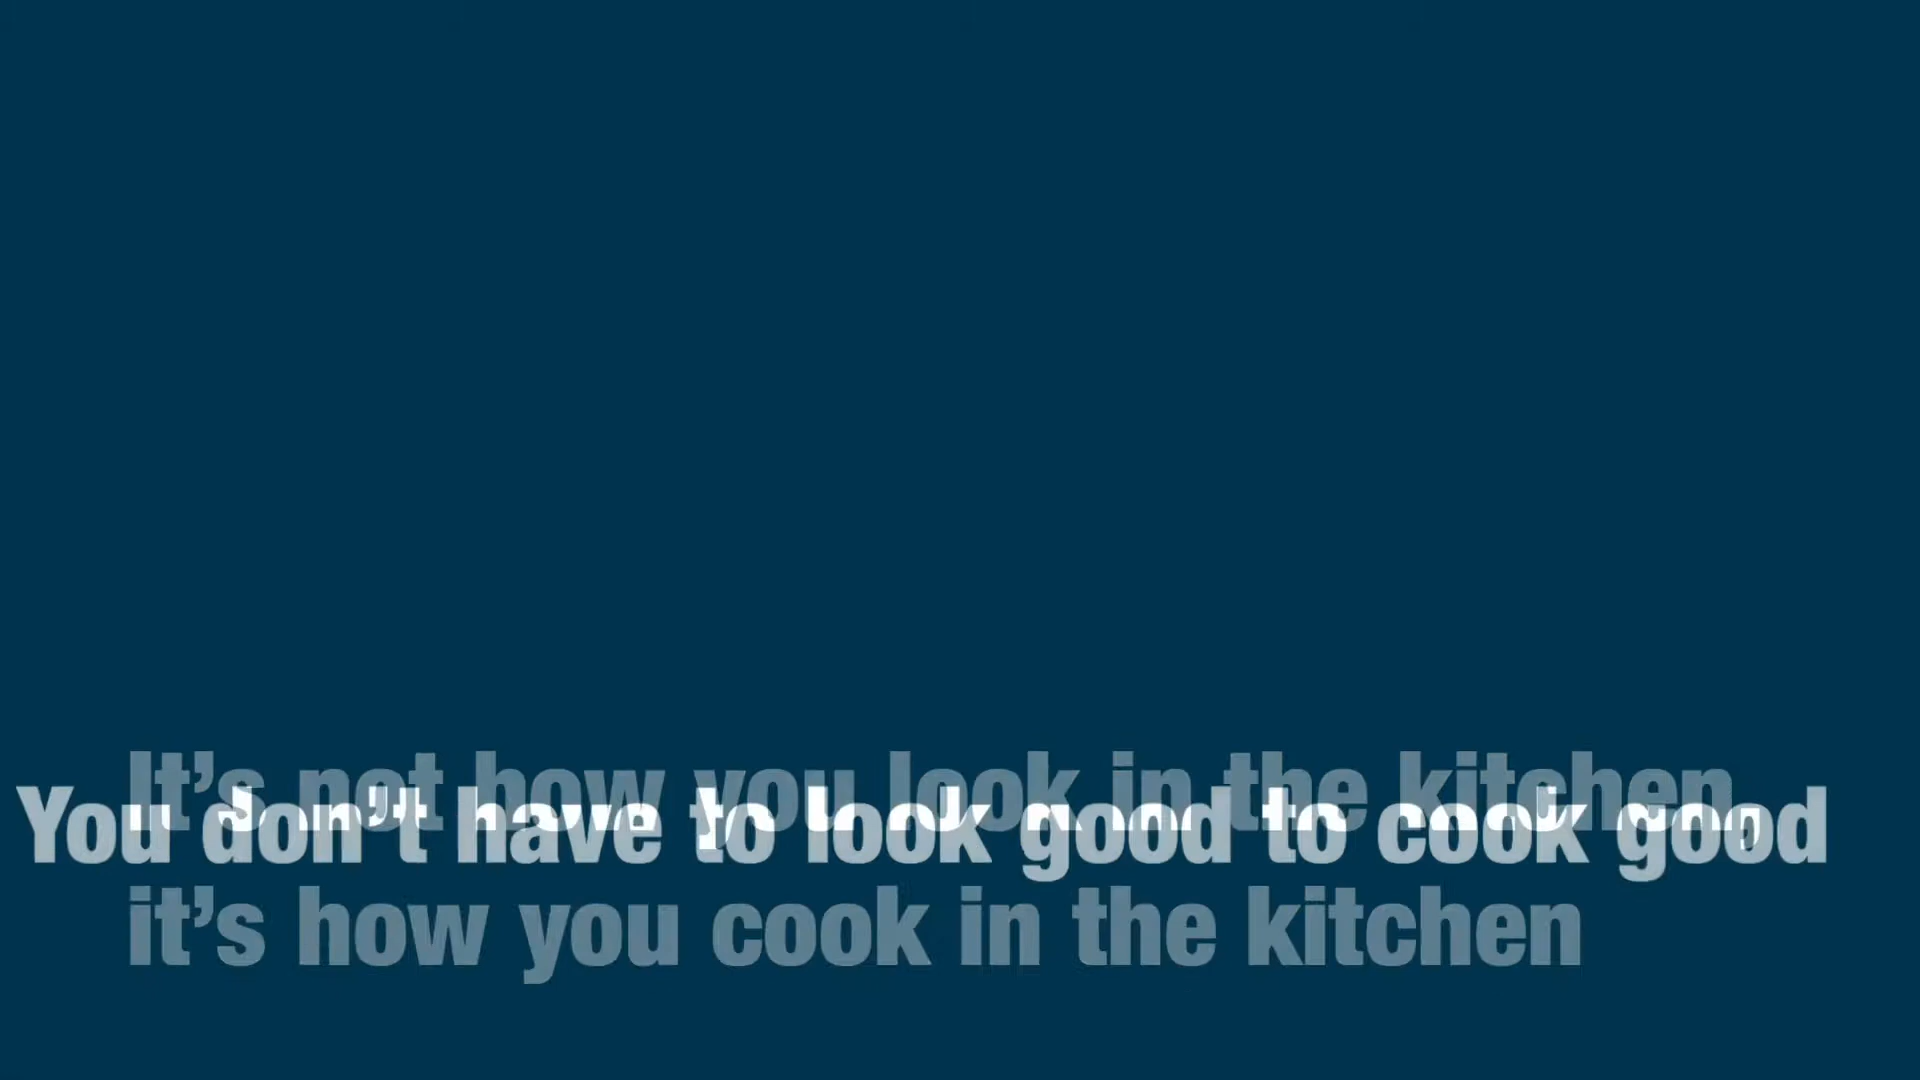 It’s not how you look in the kitchen,
You don’t have to look good to cook good
it’s how you cook in the kitchen